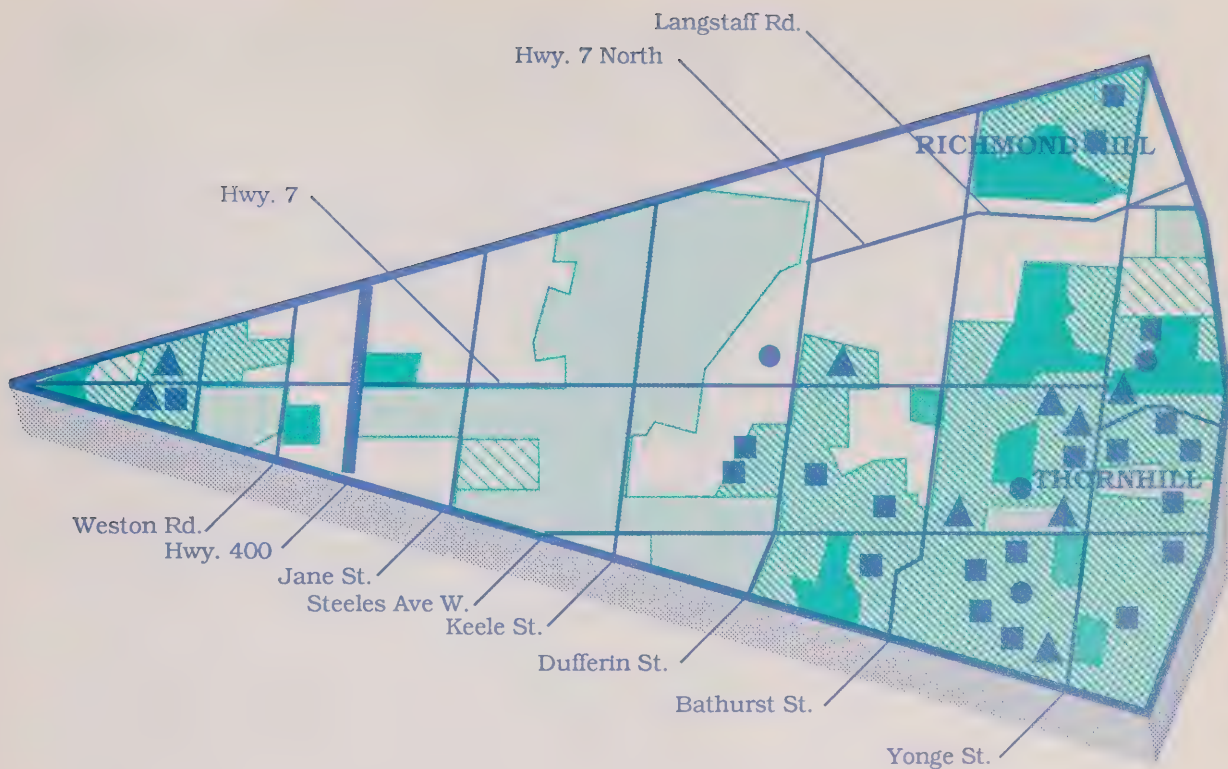 Langstaff Rd.
Hwy. 7 North
RICHMOND HILL
Hwy. 7
THORNHILL
Weston Rd.
Hwy. 400
Jane St.
Steeles Ave W.
Keele St.
Dufferin St.
Bathurst St.
Yonge St.